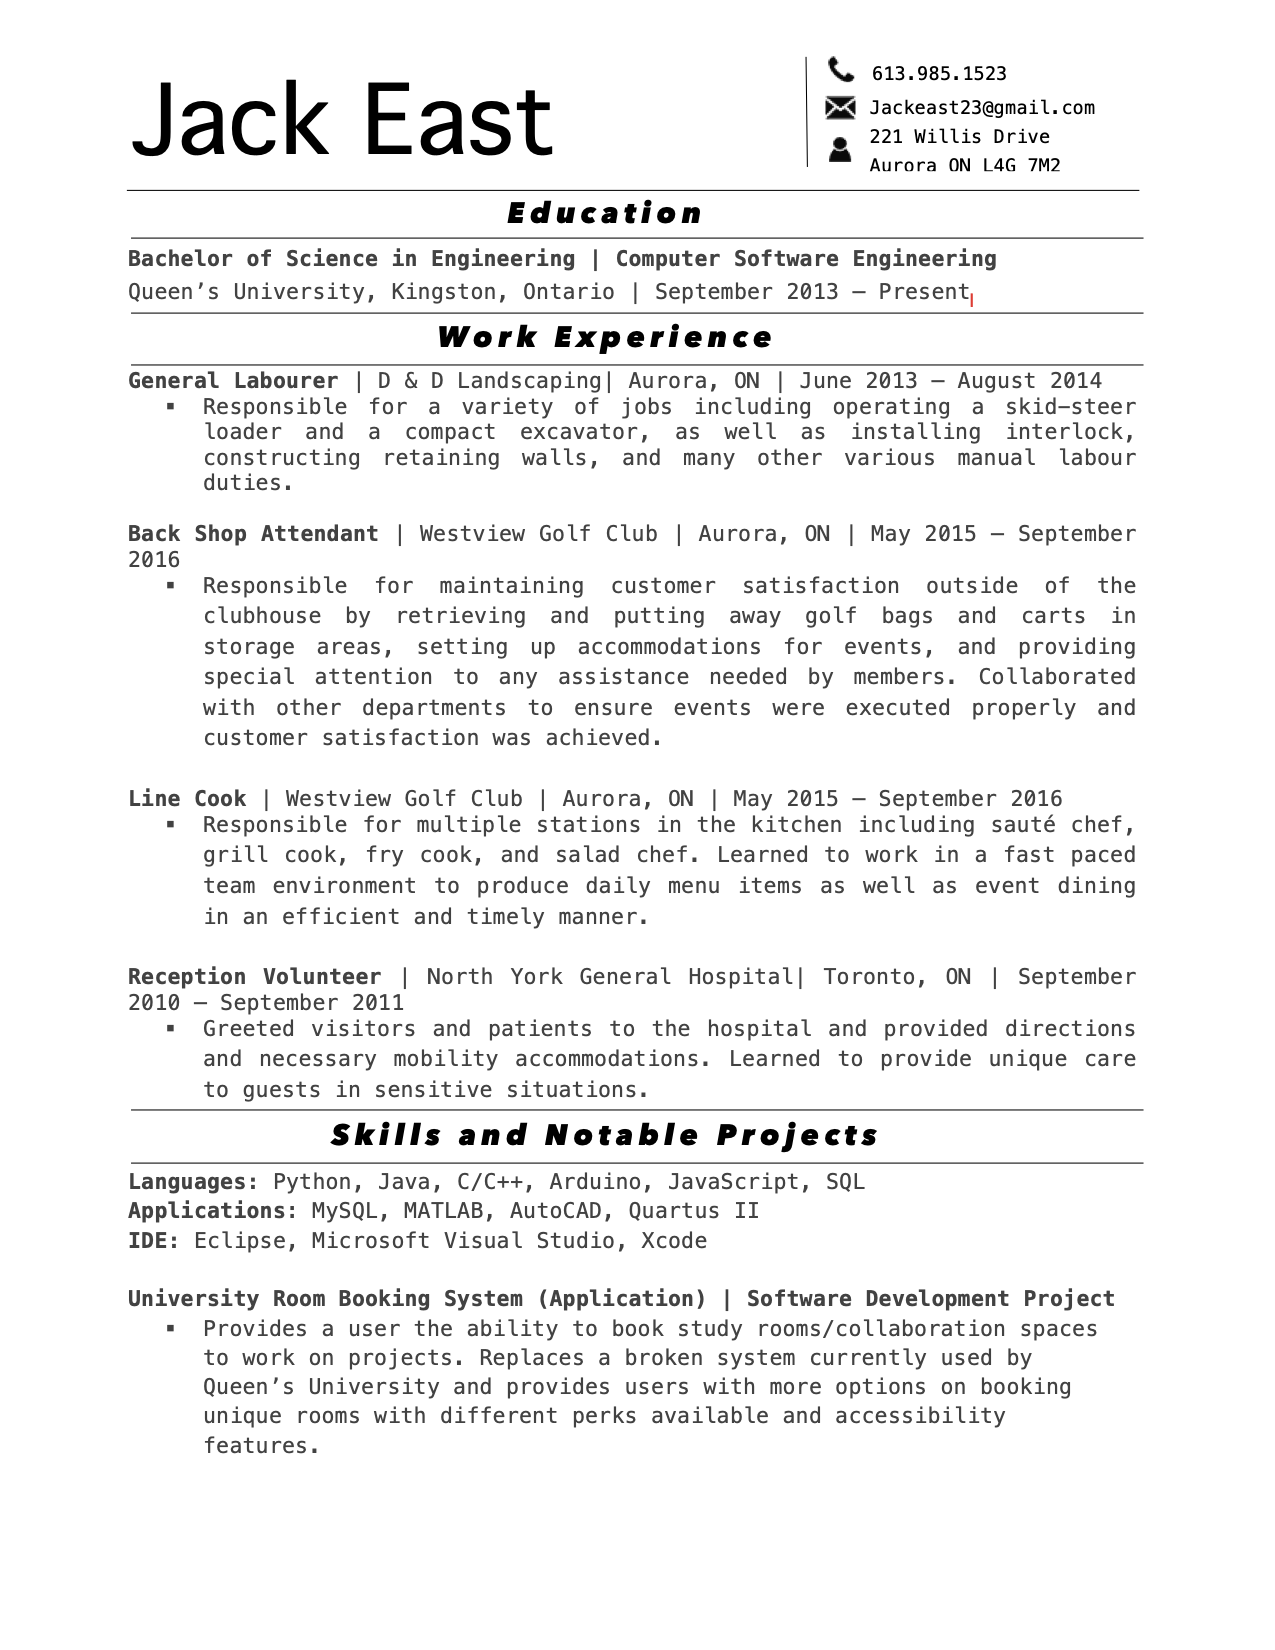 Jack East
613.985.1523
Jackeast23@gmail.com
221 Willis Drive
Aurora ON L4G 7M2
Education
Bachelor of Science in Engineering | Computer Software Engineering
Queen’s University, Kingston, Ontario | September 2013 – Present
Work Experience
General Labourer | D & D Landscaping| Aurora, ON | June 2013 – August 2014
▪ Responsible for a variety of jobs including operating a skid-steer
loader and a compact excavator, as well as installing interlock,
constructing retaining walls, and many other various manual labour
duties.
Back Shop Attendant | Westview Golf Club | Aurora, ON | May 2015 – September
2016
▪ Responsible for maintaining customer satisfaction outside of the
clubhouse by retrieving and putting away golf bags and carts in
storage areas, setting up accommodations for events, and providing
special attention to any assistance needed by members. Collaborated
with other departments to ensure events were executed properly and
customer satisfaction was achieved.
Line Cook | Westview Golf Club | Aurora, ON | May 2015 – September 2016
▪ Responsible for multiple stations in the kitchen including sauté chef,
grill cook, fry cook, and salad chef. Learned to work in a fast paced
team environment to produce daily menu items as well as event dining
in an efficient and timely manner.
Reception Volunteer | North York General Hospital| Toronto, ON | September
2010 – September 2011
▪ Greeted visitors and patients to the hospital and provided directions
and necessary mobility accommodations. Learned to provide unique care
to guests in sensitive situations.
Skills and Notable Projects
Languages: Python, Java, C/C++, Arduino, JavaScript, SQL
Applications: MySQL, MATLAB, AutoCAD, Quartus II
IDE: Eclipse, Microsoft Visual Studio, Xcode
University Room Booking System (Application) | Software Development Project
▪ Provides a user the ability to book study rooms/collaboration spaces
to work on projects. Replaces a broken system currently used by
Queen’s University and provides users with more options on booking
unique rooms with different perks available and accessibility
features.